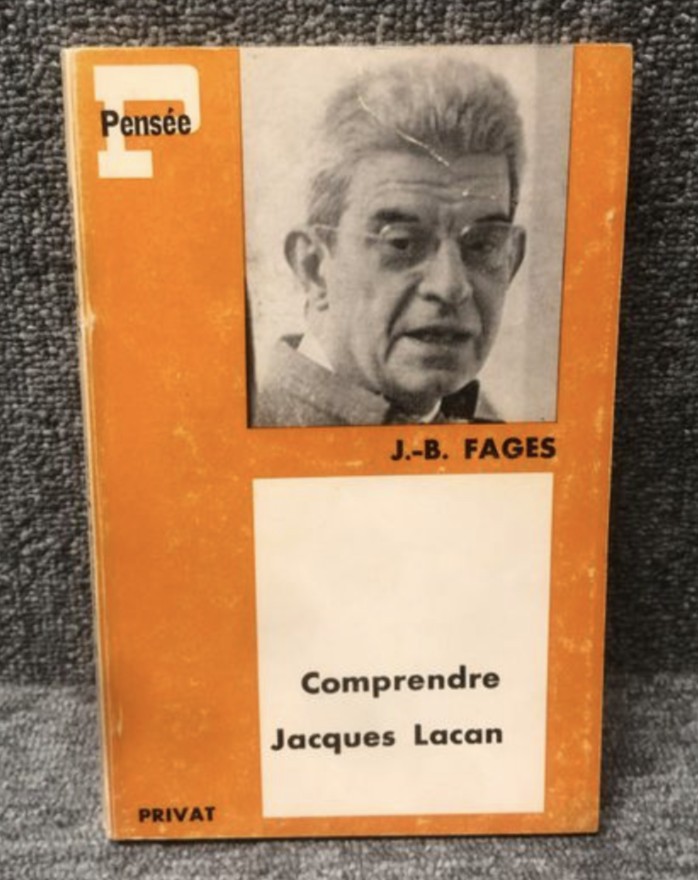 Pensée
J.-B. FAGES
Comprendre
Jacques Lacan
PRIVAT